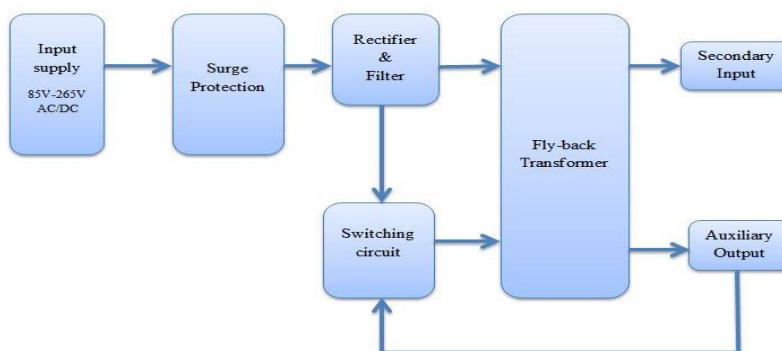 Input
supply
85V-265V
AC/DC
Surge
Protection
Rectifier
&
Filter
Fly-back
Transformer
Secondary
Input
Switching
circuit
Auxiliary
Output